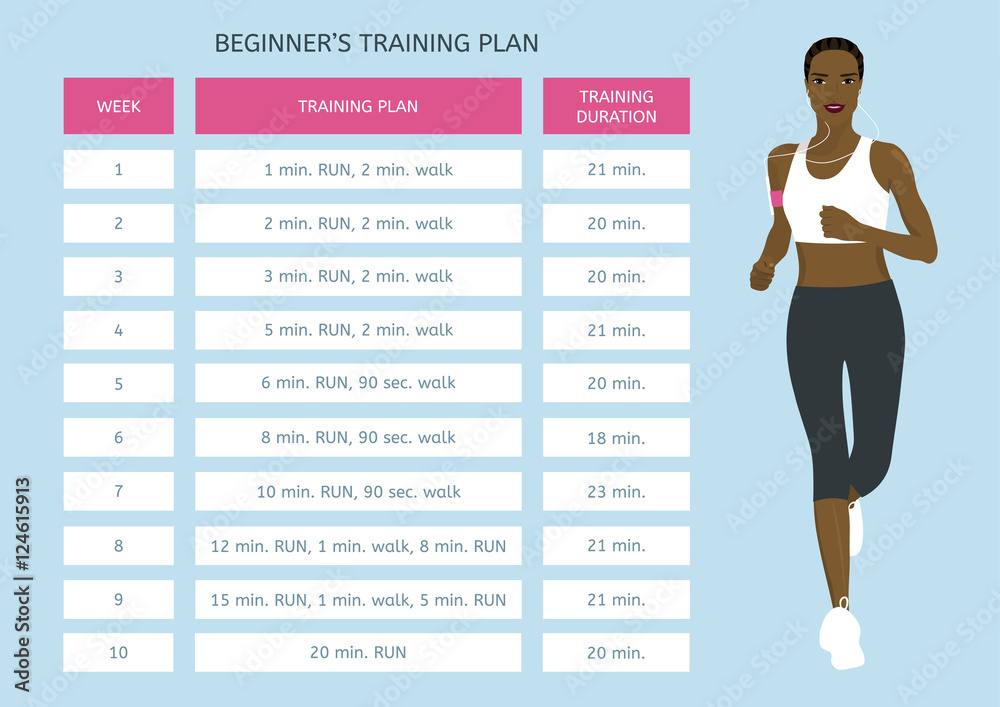 BEGINNER’S TRAINING PLAN
WEEK TRAINING PLAN TRAINING DURATION
1 1 min. RUN, 2 min. walk 21 min.
2 2 min. RUN, 2 min. walk 20 min.
3 3 min. RUN, 2 min. walk 20 min.
4 5 min. RUN, 2 min. walk 21 min.
5 6 min. RUN, 90 sec. walk 20 min.
6 8 min. RUN, 90 sec. walk 18 min.
7 10 min. RUN, 90 sec. walk 23 min.
8 12 min. RUN, 1 min. walk, 8 min. RUN 21 min.
9 15 min. RUN, 1 min. walk, 5 min. RUN 21 min.
10 20 min. RUN 20 min.
Adobe Stock | #124615913
Adobe Stock